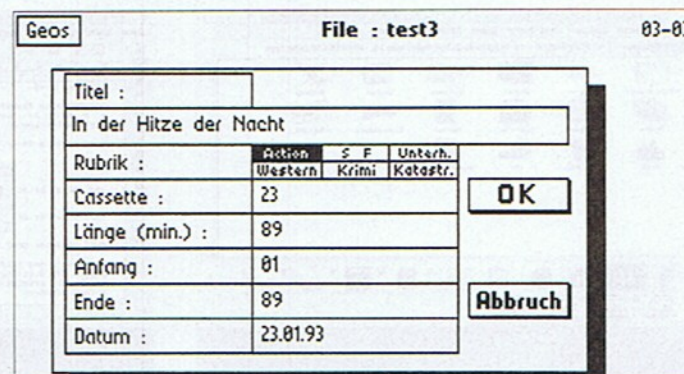 Geos File : test3 03-0
Titel :
In der Hitze der Nacht
Rubrik : Action S F Unterh.
Western Krimi Katastr.
Cassette : 23
OK
Länge (min.) : 89
Anfang : 01
Ende : 89
Abbruch
Datum : 23.01.93